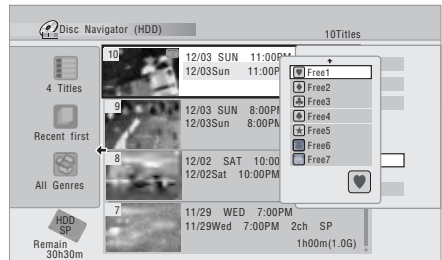 Disc Navigator (HDD)
10Titles
4 Titles
Recent first
All Genres
HDD
SP
Remain
30h30m
10
12/03 SUN 11:00PM
12/03Sun 11:00P
9
12/03 SUN 8:00P
12/03Sun 8:00P
8
12/02 SAT 10:00
12/02Sat 10:00PM
7
11/29 WED 7:00PM
11/29Wed 7:00PM 2ch SP
1h00m(1.0G)
Free1
Free2
Free3
Free4
Free5
Free6
Free7